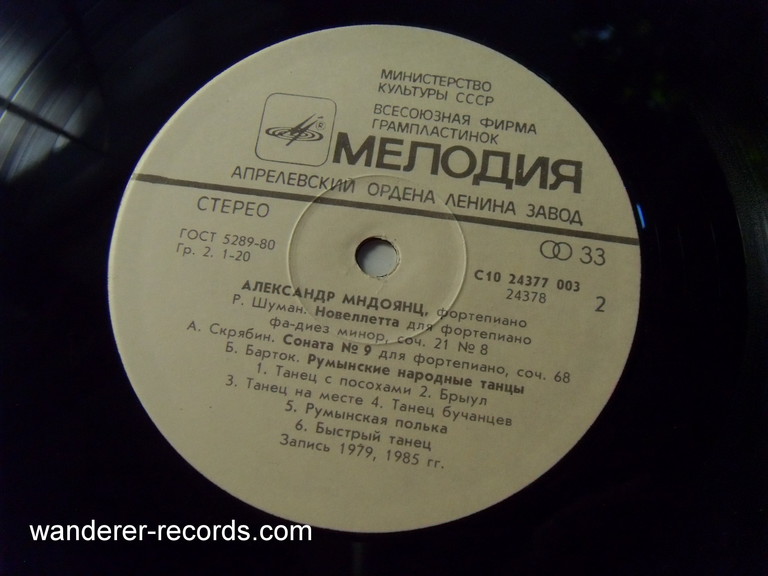 МИНИСТЕРСТВО
КУЛЬТУРЫ СССР
ВСЕСОЮЗНАЯ ФИРМА
ГРАМПЛАСТИНОК
МЕЛОДИЯ
АПРЕЛЕВСКИЙ ОРДЕНА ЛЕНИНА ЗАВОД
СТЕРЕО
33
ГОСТ 5289-80
Гр. 2. 1-20
С10 24377 003
24378
2
АЛЕКСАНДР МНДОЯНЦ, фортепиано
Р. Шуман. Новеллетта для фортепиано
фа-диез минор, соч. 21 № 8
А. Скрябин. Соната № 9 для фортепиано, соч. 68
Б. Барток. Румынские народные танцы
1. Танец с посохами 2. Брыул
3. Танец на месте 4. Танец бучанцев
5. Румынская полька
6. Быстрый танец
Запись 1979, 1985 гг.
wanderer-records.com